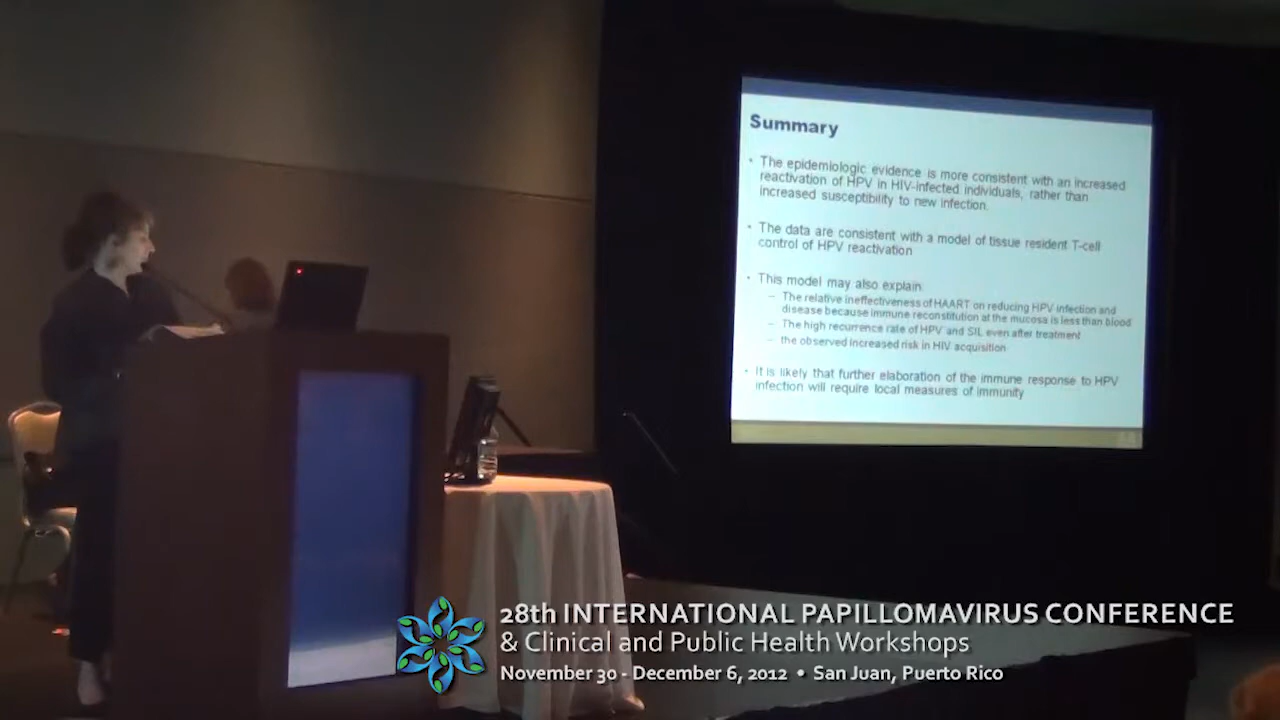 Summary
• The epidemiologic evidence is more consistent with an increased
reactivation of HPV in HIV-infected individuals, rather than
increased susceptibility to new infection.
• The data are consistent with a model of tissue resident T-cell
control of HPV reactivation
• This model may also explain
– The relative ineffectiveness of HAART on reducing HPV infection and
disease because immune reconstitution at the mucosa is less than blood
– The high recurrence rate of HPV and SIL even after treatment
– the observed increased risk in HIV acquisition
• It is likely that further elaboration of the immune response to HPV
infection will require local measures of immunity
28th INTERNATIONAL PAPILLOMAVIRUS CONFERENCE
& Clinical and Public Health Workshops
November 30 - December 6, 2012 • San Juan, Puerto Rico